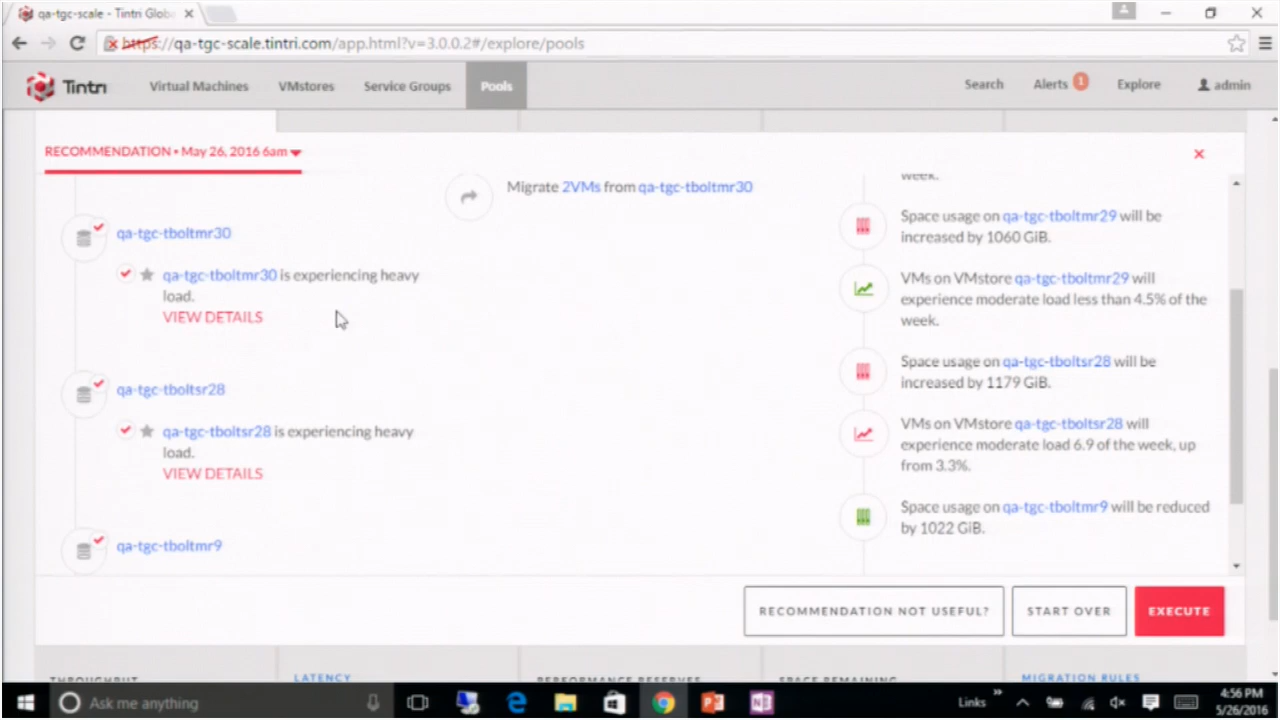 qa-tgc-scale - Tintri Globa
https://qa-tgc-scale.tintri.com/app.html?v=3.0.0.2#/explore/pools
Tintri
Virtual Machines
VMstores
Service Groups
Pools
Search
Alerts 1
Explore
admin
RECOMMENDATION • May 26, 2016 6am
qa-tgc-tboltmr30
qa-tgc-tboltmr30 is experiencing heavy
load.
VIEW DETAILS
qa-tgc-tboltsr28
qa-tgc-tboltsr28 is experiencing heavy
load.
VIEW DETAILS
qa-tgc-tboltmr9
Migrate 2VMs from qa-tgc-tboltmr30
week.
Space usage on qa-tgc-tboltmr29 will be
increased by 1060 GiB.
VMs on VMstore qa-tgc-tboltmr29 will
experience moderate load less than 4.5% of the
week.
Space usage on qa-tgc-tboltsr28 will be
increased by 1179 GiB.
VMs on VMstore qa-tgc-tboltsr28 will
experience moderate load 6.9 of the week, up
from 3.3%.
Space usage on qa-tgc-tboltmr9 will be reduced
by 1022 GiB.
RECOMMENDATION NOT USEFUL?
START OVER
EXECUTE
THROUGHPUT
LATENCY
PERFORMANCE RESERVES
SPACE REMAINING
MIGRATION RULES
Ask me anything
Links
4:56 PM
5/26/2016